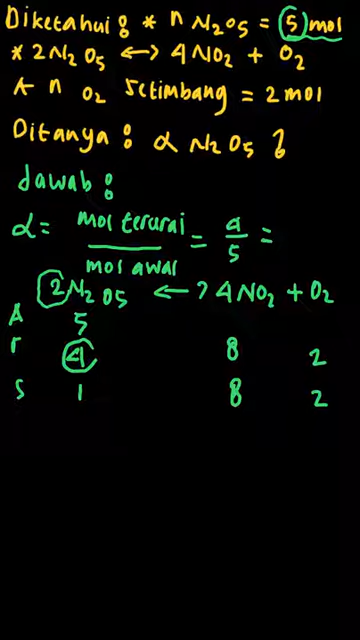 Diketahui : * n N2O5 = 5 mol
* 2N2O5 <-> 4NO2 + O2
* n O2 setimbang = 2 mol
Ditanya : α N2O5 ?
Jawab :
α = mol terurai / mol awal = 4/5 =
2N2O5 <-> 4NO2 + O2
A 5
r 4 8 2
s 1 8 2